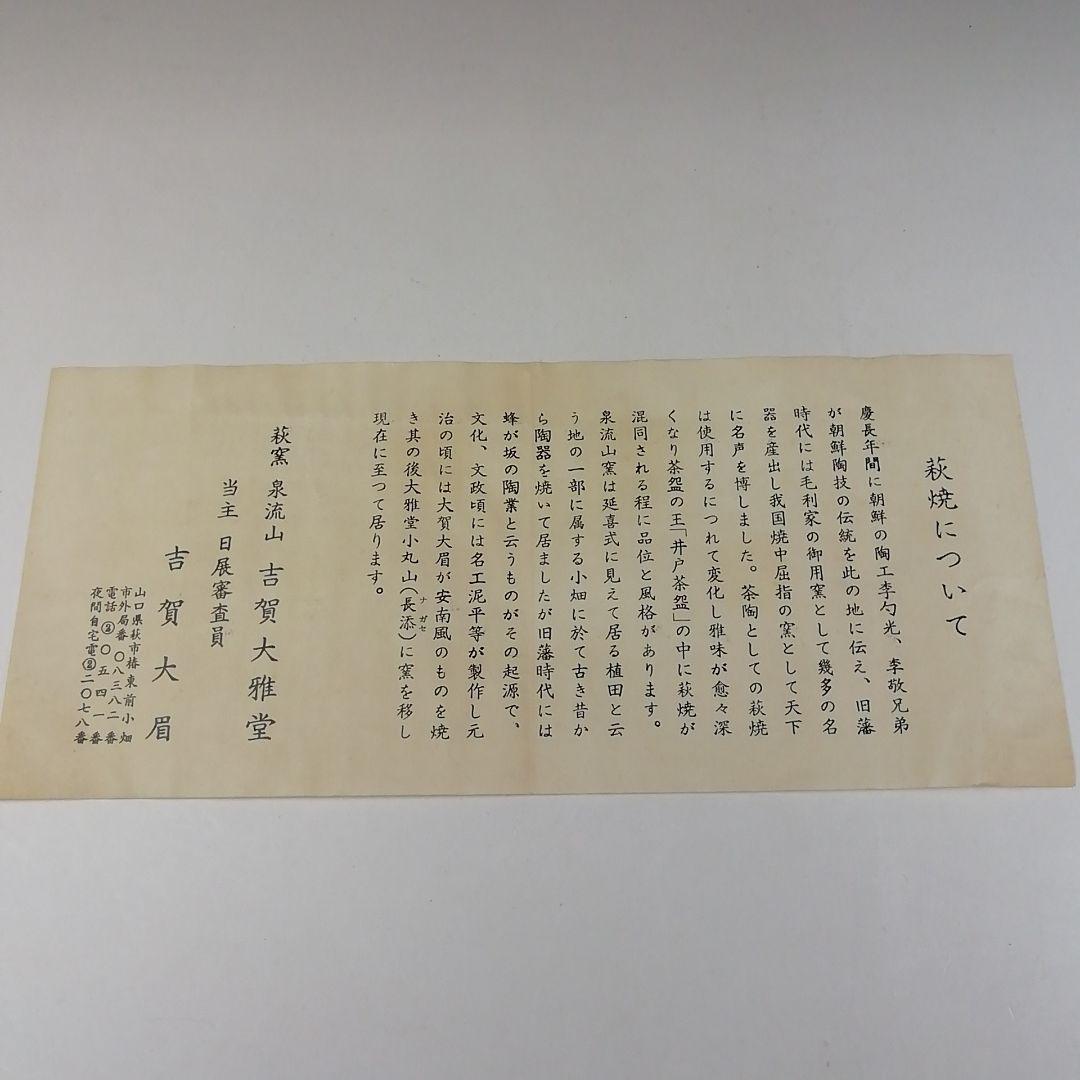 萩焼について
慶長年間に朝鮮の陶工李勺光、李敬兄弟
が朝鮮陶技の伝統を此の地に伝え、旧藩
時代には毛利家の御用窯として幾多の名
器を産出し我国焼中屈指の窯として天下
に名声を博しました。茶陶としての萩焼
は使用するにつれて変化し雅味が愈々深
くなり茶盌の王「井戸茶盌」の中に萩焼が
混同される程に品位と風格があります。
泉流山窯は延喜式に見えて居る植田と云
う地の一部に属する小畑に於て古き昔か
ら陶器を焼いて居ましたが旧藩時代には
蜂が坂の陶業と云うものがその起源で、
文化、文政頃には名工泥平等が製作し元
治の頃には大賀大眉が安南風のものを焼
き其の後大雅堂小丸山(長添)に窯を移し
ナガセ
現在に至つて居ります。
萩窯 泉流山 吉賀大雅堂
当主 日展審査員
吉賀大眉
山口県萩市椿東前小畑
市外局番〇八三八二番
電話②〇五四一番
夜間自宅電②二〇七八番